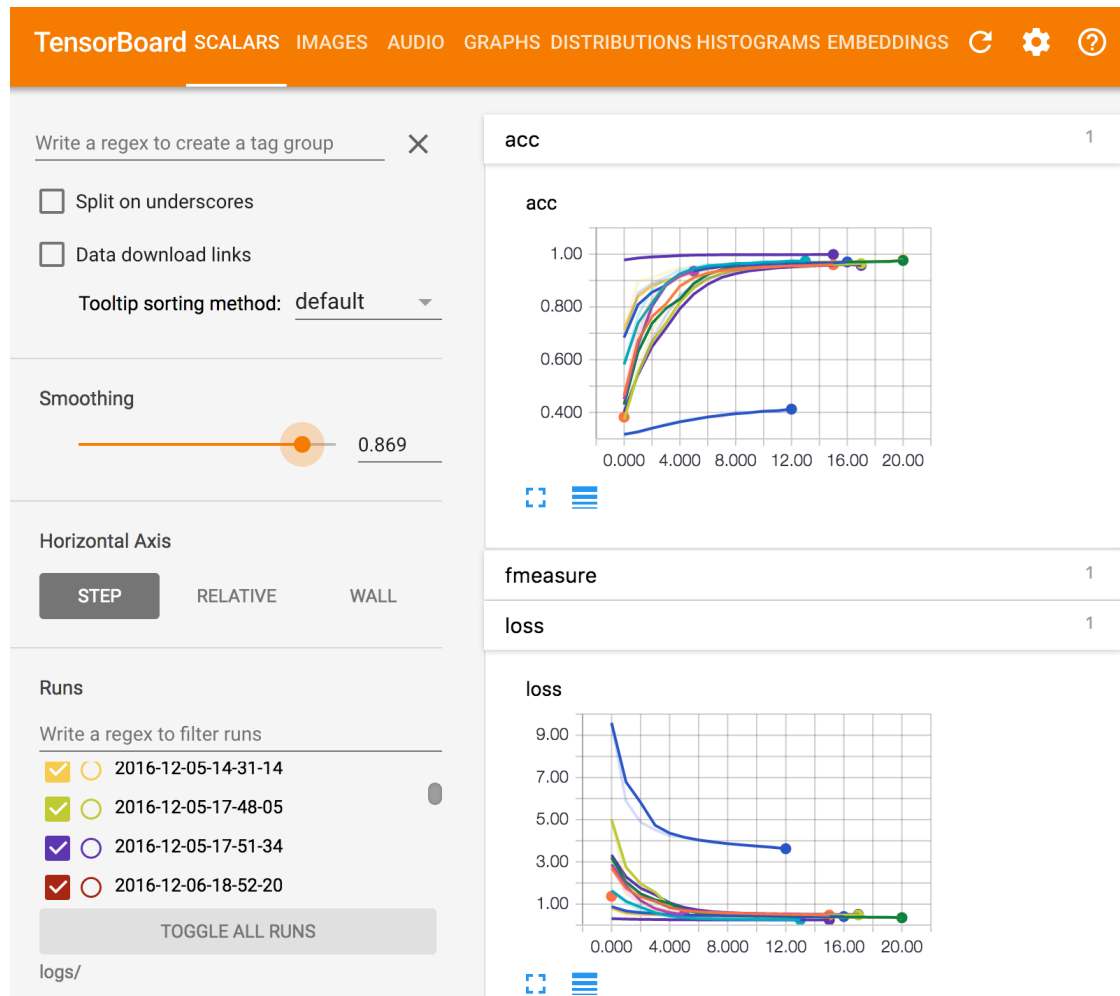 TensorBoard SCALARS IMAGES AUDIO GRAPHS DISTRIBUTIONS HISTOGRAMS EMBEDDINGS
Write a regex to create a tag group
Split on underscores
Data download links
Tooltip sorting method: default
Smoothing
0.869
Horizontal Axis
STEP RELATIVE WALL
Runs
Write a regex to filter runs
2016-12-05-14-31-14
2016-12-05-17-48-05
2016-12-05-17-51-34
2016-12-06-18-52-20
TOGGLE ALL RUNS
logs/
acc 1
acc
1.00
0.800
0.600
0.400
0.000 4.000 8.000 12.00 16.00 20.00
fmeasure 1
loss 1
loss
9.00
7.00
5.00
3.00
1.00
0.000 4.000 8.000 12.00 16.00 20.00